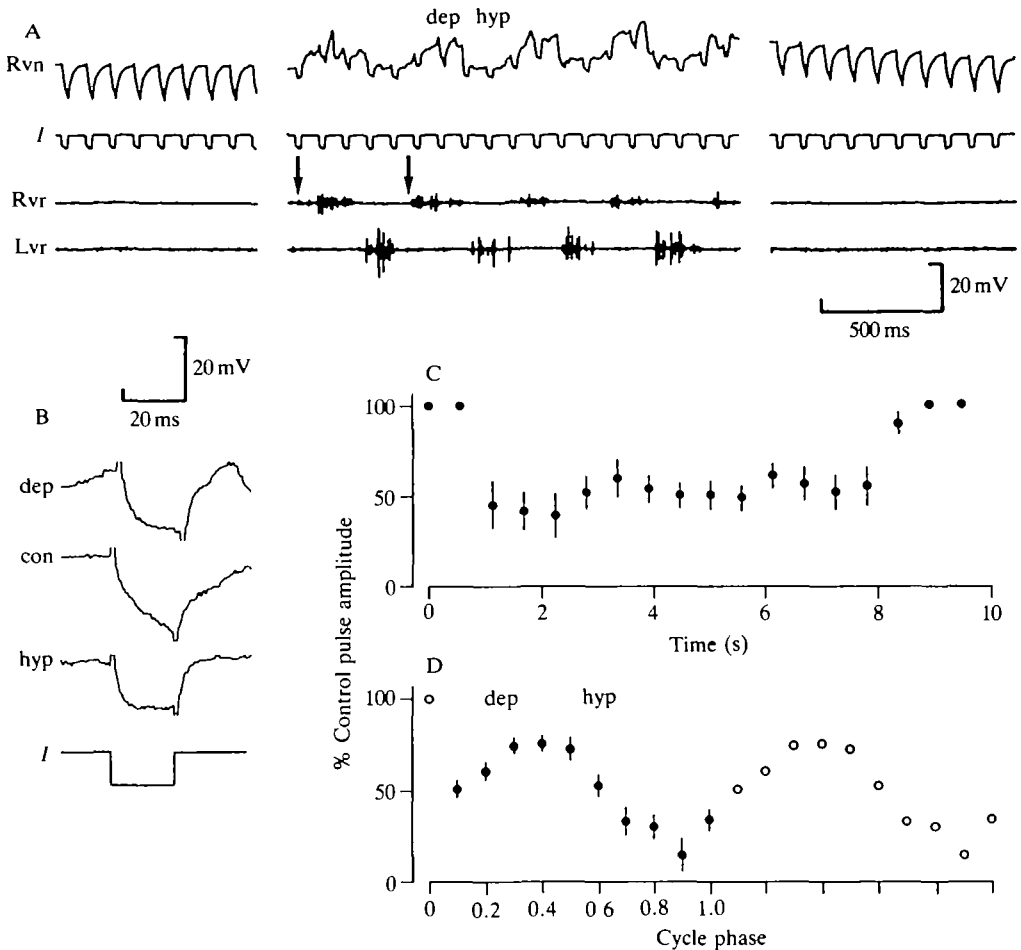 A
dep hyp
Rvn
I
Rvr
Lvr
20 mV
500 ms
20 mV
20 ms
B
dep
con
hyp
I
C
100
50
0
0 2 4 6 8 10
Time (s)
% Control pulse amplitude
D
dep hyp
100
50
0
0 0.2 0.4 0 6 0.8 1.0
Cycle phase